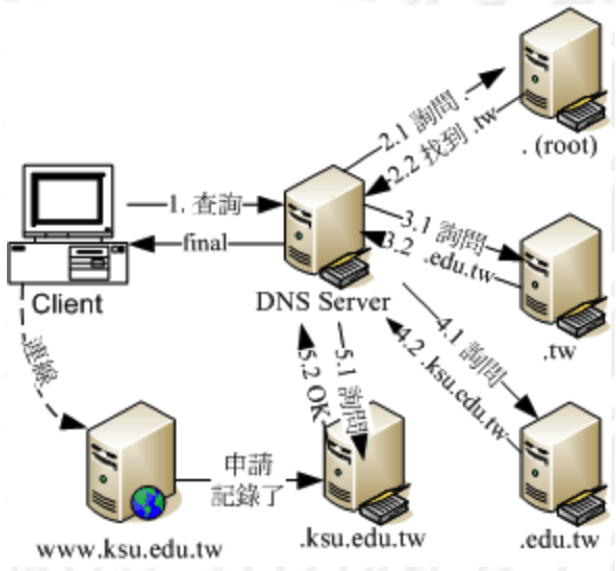 2.1 詢問 .
2.2 找到 .tw
. (root)
1. 查詢
final
Client
DNS Server
3.1 詢問
3.2 .edu.tw
.tw
4.1 詢問
4.2 .ksu.edu.tw
.edu.tw
5.1 詢問
5.2 OK
連線
申請
記錄了
www.ksu.edu.tw
.ksu.edu.tw